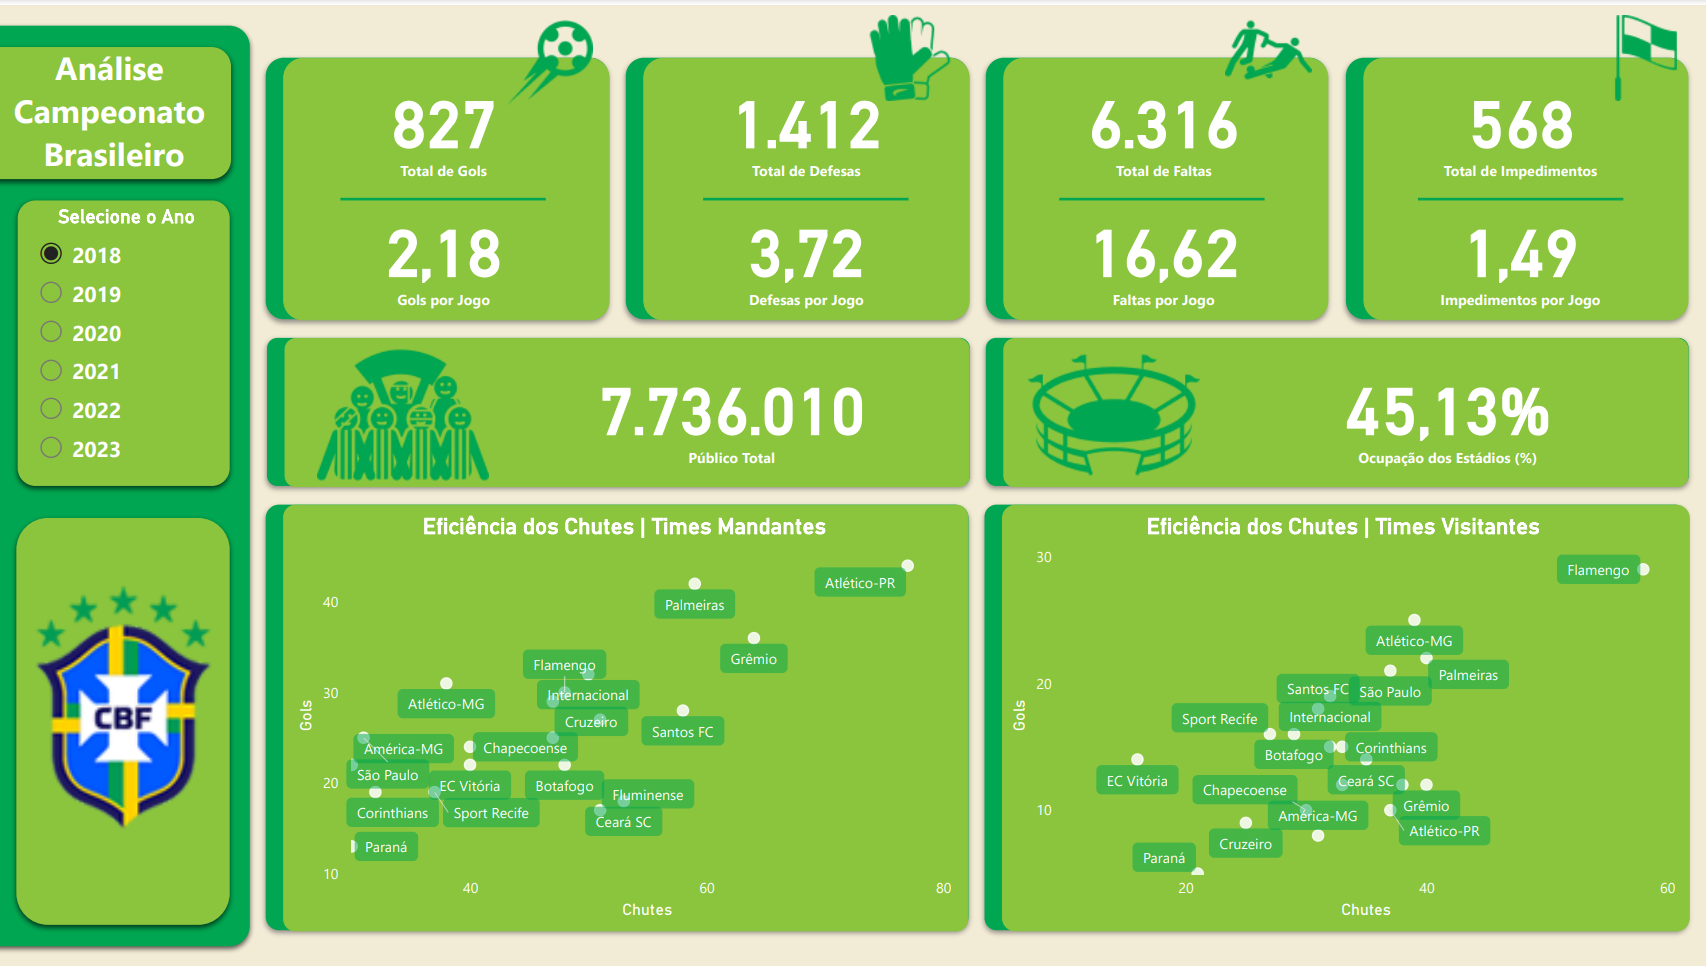 Análise
Campeonato
Brasileiro
Selecione o Ano
2018
2019
2020
2021
2022
2023
CBF
827
Total de Gols
2,18
Gols por Jogo
1.412
Total de Defesas
3,72
Defesas por Jogo
6.316
Total de Faltas
16,62
Faltas por Jogo
568
Total de Impedimentos
1,49
Impedimentos por Jogo
7.736.010
Público Total
45,13%
Ocupação dos Estádios (%)
Eficiência dos Chutes | Times Mandantes
Gols
40
30
20
10
Atlético-PR
Palmeiras
Grêmio
Flamengo
Internacional
Atlético-MG
Cruzeiro
Santos FC
América-MG
Chapecoense
São Paulo
EC Vitória
Botafogo
Fluminense
Corinthians
Sport Recife
Ceará SC
Paraná
40
60
80
Chutes
Eficiência dos Chutes | Times Visitantes
Gols
30
20
10
Flamengo
Atlético-MG
Palmeiras
Santos FC
São Paulo
Sport Recife
Internacional
Botafogo
Corinthians
EC Vitória
Ceará SC
Chapecoense
Grêmio
América-MG
Atlético-PR
Cruzeiro
Paraná
20
40
60
Chutes